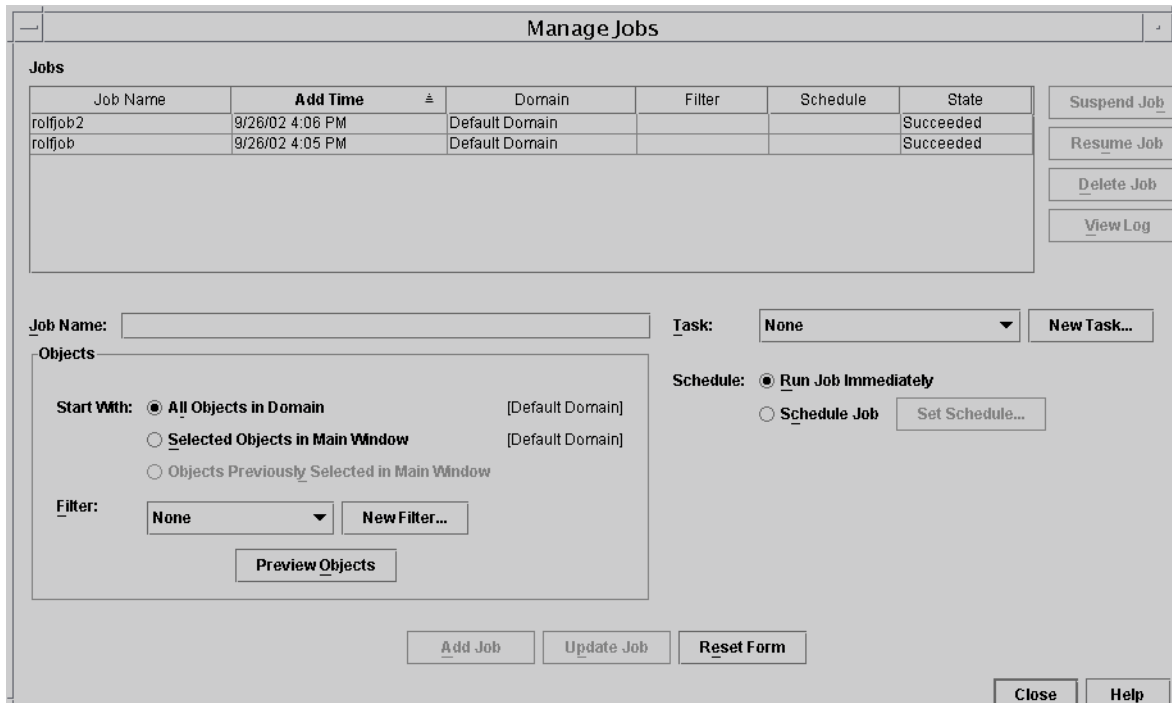 Manage Jobs
Jobs
Job Name Add Time Domain Filter Schedule State
rolfjob2 9/26/02 4:06 PM Default Domain Succeeded
rolfjob 9/26/02 4:05 PM Default Domain Succeeded
Suspend Job
Resume Job
Delete Job
View Log
Job Name:
Task: None New Task...
Objects
Start With: All Objects in Domain [Default Domain]
Selected Objects in Main Window [Default Domain]
Objects Previously Selected in Main Window
Filter: None New Filter...
Preview Objects
Schedule: Run Job Immediately
Schedule Job Set Schedule...
Add Job Update Job Reset Form
Close Help